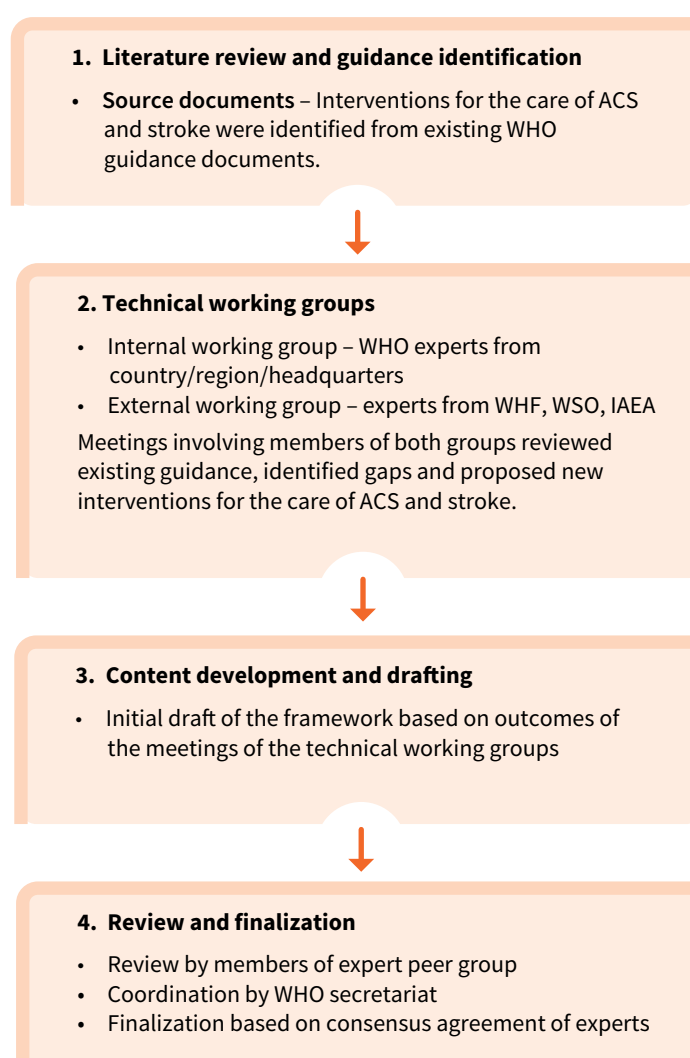 1. Literature review and guidance identification
• Source documents – Interventions for the care of ACS
and stroke were identified from existing WHO
guidance documents.
2. Technical working groups
• Internal working group – WHO experts from
country/region/headquarters
• External working group – experts from WHF, WSO, IAEA
Meetings involving members of both groups reviewed
existing guidance, identified gaps and proposed new
interventions for the care of ACS and stroke.
3. Content development and drafting
• Initial draft of the framework based on outcomes of
the meetings of the technical working groups
4. Review and finalization
• Review by members of expert peer group
• Coordination by WHO secretariat
• Finalization based on consensus agreement of experts